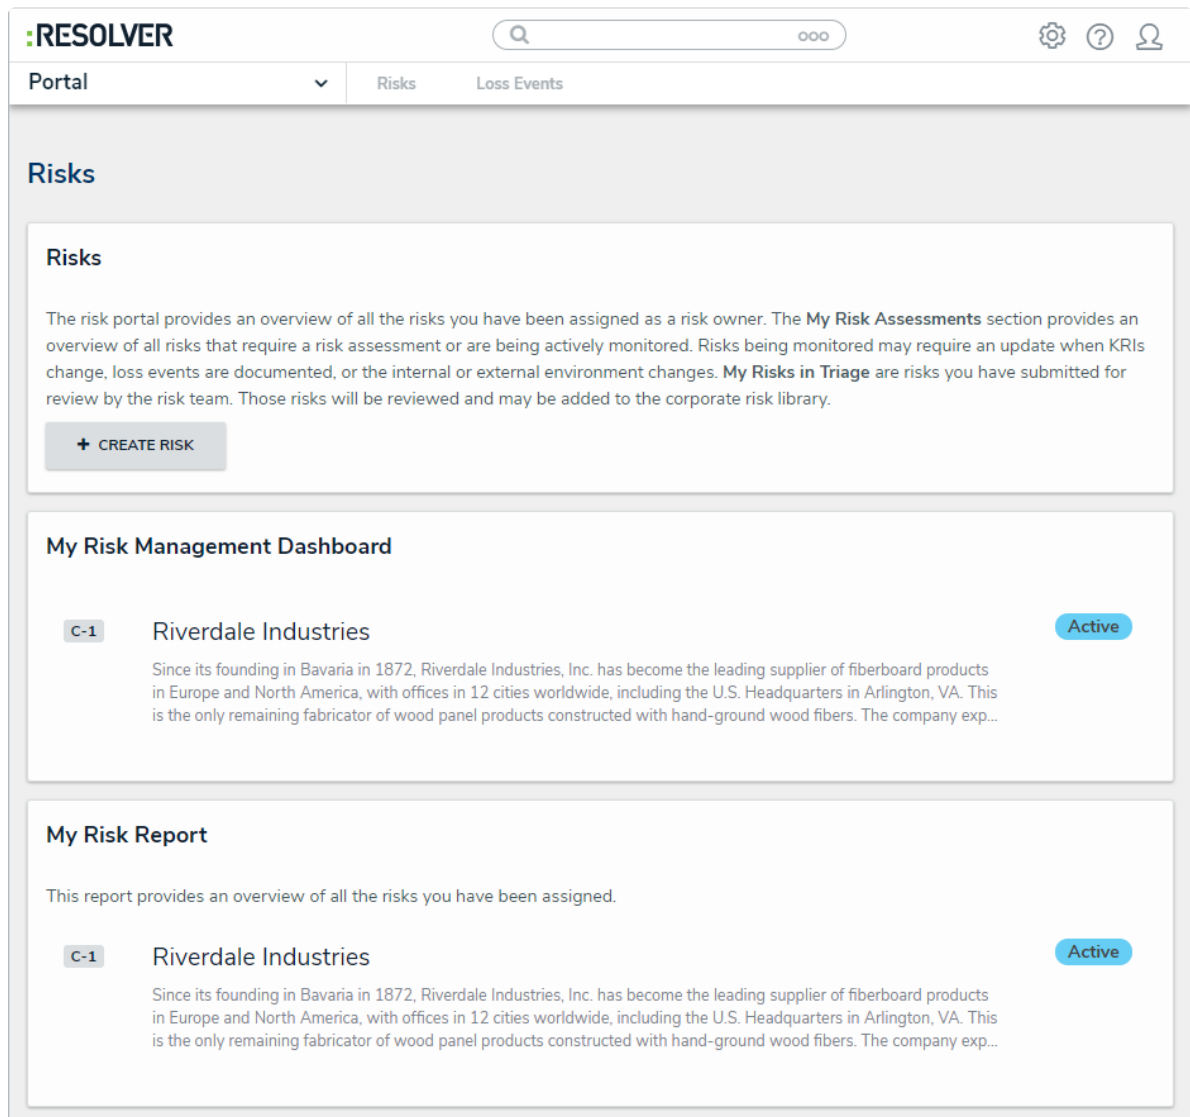 :RESOLVER
ooo
Portal
Risks
Loss Events
Risks
Risks
The risk portal provides an overview of all the risks you have been assigned as a risk owner. The My Risk Assessments section provides an
overview of all risks that require a risk assessment or are being actively monitored. Risks being monitored may require an update when KRIs
change, loss events are documented, or the internal or external environment changes. My Risks in Triage are risks you have submitted for
review by the risk team. Those risks will be reviewed and may be added to the corporate risk library.
+ CREATE RISK
My Risk Management Dashboard
C-1
Riverdale Industries
Active
Since its founding in Bavaria in 1872, Riverdale Industries, Inc. has become the leading supplier of fiberboard products
in Europe and North America, with offices in 12 cities worldwide, including the U.S. Headquarters in Arlington, VA. This
is the only remaining fabricator of wood panel products constructed with hand-ground wood fibers. The company exp...
My Risk Report
This report provides an overview of all the risks you have been assigned.
C-1
Riverdale Industries
Active
Since its founding in Bavaria in 1872, Riverdale Industries, Inc. has become the leading supplier of fiberboard products
in Europe and North America, with offices in 12 cities worldwide, including the U.S. Headquarters in Arlington, VA. This
is the only remaining fabricator of wood panel products constructed with hand-ground wood fibers. The company exp...